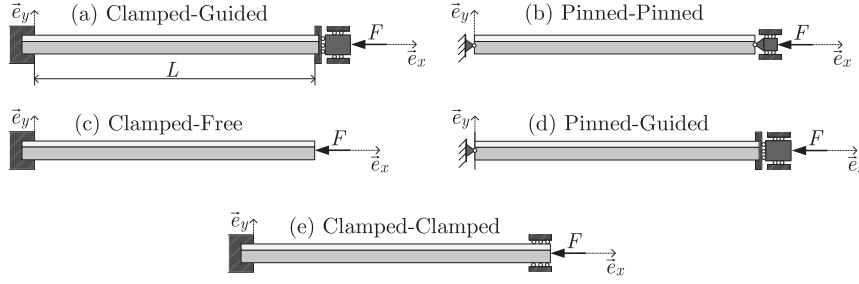 (a) Clamped-Guided
(b) Pinned-Pinned
e⃗y
F
e⃗x
L
e⃗y
F
e⃗x
(c) Clamped-Free
(d) Pinned-Guided
e⃗y
F
e⃗x
e⃗y
F
e⃗x
(e) Clamped-Clamped
e⃗y
F
e⃗x